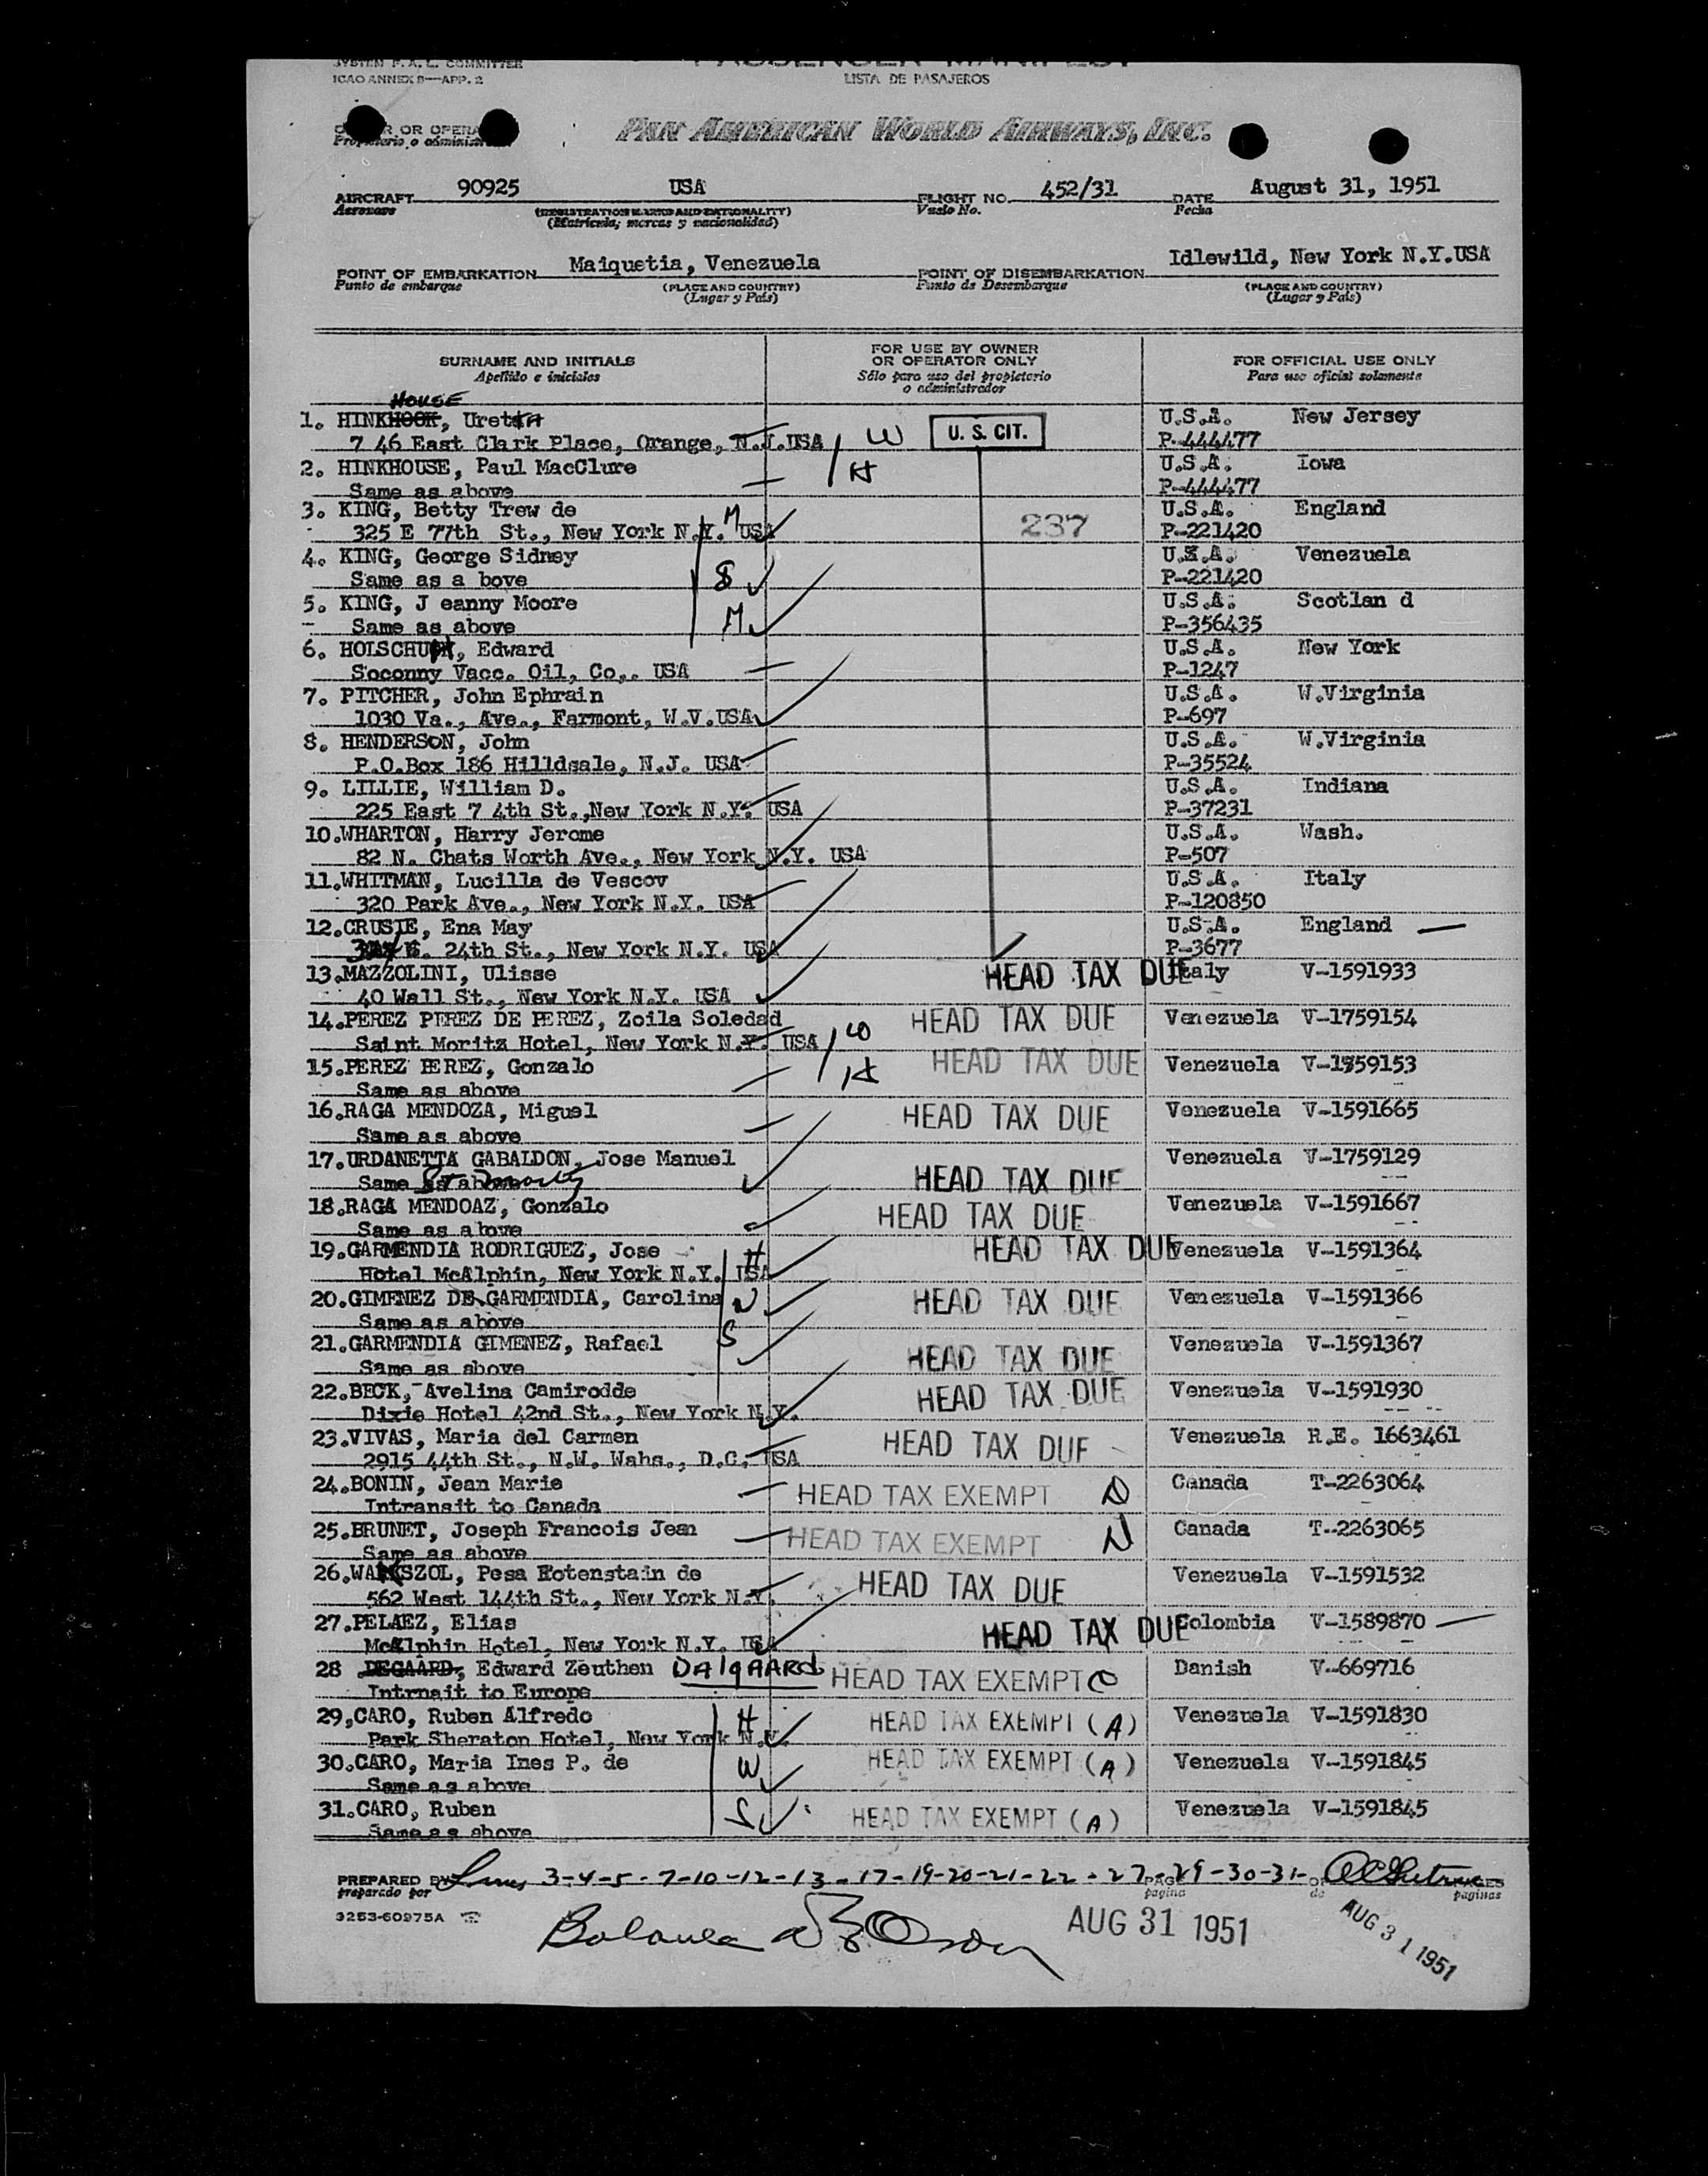 SYSTEM F. A. L. COMMITTEE
ICAO ANNEX 9—APP. 2
PASSENGER MANIFEST
LISTA DE PASAJEROS
OR OPERA
Propietario o administ
PAN AMERICAN WORLD AIRWAYS, INC.
AIRCRAFT 90925 USA FLIGHT NO. 452/31 DATE August 31, 1951
Aeronave (REGISTRATION MARKS AND NATIONALITY) Vuelo No. Fecha
(Matrícula; marcas y nacionalidad)
POINT OF EMBARKATION Maiquetia, Venezuela POINT OF DISEMBARKATION Idlewild, New York N.Y.USA
Punto de embarque (PLACE AND COUNTRY) Punto de Desembarque (PLACE AND COUNTRY)
(Lugar y País) (Lugar y País)
SURNAME AND INITIALS FOR USE BY OWNER OR OPERATOR ONLY FOR OFFICIAL USE ONLY
Apellido e iniciales Sólo para uso del propietario o administrador Para uso oficial solamente
HOUSE
1. HINKHOOK, Uretta U.S.A. New Jersey
7 46 East Clark Place, Orange, N.J.USA W U. S. CIT. P-444477
2. HINKHOUSE, Paul MacClure H U.S.A. Iowa
Same as above P-444477
3. KING, Betty Trew de M U.S.A. England
325 E 77th St., New York N.Y. USA 237 P-221420
4. KING, George Sidney U.S.A. Venezuela
Same as a bove S P-221420
5. KING, J eanny Moore U.S.A. Scotlan d
Same as above M P-356435
6. HOLSCHUH, Edward U.S.A. New York
Soconny Vacc. Oil, Co,. USA P-1247
7. PITCHER, John Ephrain U.S.A. W.Virginia
1030 Va., Ave., Farmont, W.V.USA P-697
8. HENDERSON, John U.S.A. W.Virginia
P.O.Box 186 Hilldsale, N.J. USA P-35524
9. LILLIE, William D. U.S.A. Indiana
225 East 7 4th St.,New York N.Y. USA P-37231
10.WHARTON, Harry Jerome U.S.A. Wash.
82 N. Chats Worth Ave., New York N.Y. USA P-507
11.WHITMAN, Lucilla de Vescov U.S.A. Italy
320 Park Ave., New York N.Y. USA P-120850
12.CRUSIE, Ena May U.S.A. England
24th St., New York N.Y. USA P-3677
13.MAZZOLINI, Ulisse HEAD TAX DUE Italy V-1591933
40 Wall St., New York N.Y. USA
14.PEREZ PEREZ DE PEREZ, Zoila Soledad HEAD TAX DUE Venezuela V-1759154
Saint Moritz Hotel, New York N.Y. USA W
15.PEREZ PEREZ, Gonzalo H HEAD TAX DUE Venezuela V-1759153
Same as above
16.RAGA MENDOZA, Miguel HEAD TAX DUE Venezuela V-1591665
Same as above
17.URDANETTA GABALDON, Jose Manuel HEAD TAX DUE Venezuela V-1759129
Same as above
18.RAGA MENDOAZ, Gonzalo HEAD TAX DUE Venezuela V-1591667
Same as above
19.GARMENDIA RODRIGUEZ, Jose H HEAD TAX DUE Venezuela V-1591364
Hotel McAlphin, New York N.Y. USA
20.GIMENEZ DE GARMENDIA, Carolina W HEAD TAX DUE Venezuela V-1591366
Same as above
21.GARMENDIA GIMENEZ, Rafael S HEAD TAX DUE Venezuela V-1591367
Same as above
22.BECK, Avelina Camirodde HEAD TAX DUE Venezuela V-1591930
Dixie Hotel 42nd St., New York N.Y.
23.VIVAS, Maria del Carmen HEAD TAX DUE Venezuela R.E. 1663461
2915 44th St., N.W. Wahs., D.C. USA
24.BONIN, Jean Marie HEAD TAX EXEMPT Canada T-2263064
Intransit to Canada
25.BRUNET, Joseph Francois Jean HEAD TAX EXEMPT Canada T-2263065
Same as above
26.WAKSZOL, Pesa Rotenstain de HEAD TAX DUE Venezuela V-1591532
562 West 144th St., New York N.Y.
27.PELAEZ, Elias HEAD TAX DUE Colombia V-1589870
McAlphin Hotel, New York N.Y. USA
28 DEGAARD, Edward Zeuthen DAlgAARd HEAD TAX EXEMPT Danish V-669716
Intrnait to Europe
29,CARO, Ruben Alfredo H HEAD TAX EXEMPT (A) Venezuela V-1591830
Park Sheraton Hotel, New York N.Y.
30.CARO, Maria Ines P. de W HEAD TAX EXEMPT (A) Venezuela V-1591845
Same as above
31.CARO, Ruben S HEAD TAX EXEMPT (A) Venezuela V-1591845
Same as above
PREPARED BY 3-4-5-7-10-12-13-17-19-20-21-22-27-29-30-31-
preparado por pagina de paginas
3253-60975A
AUG 31 1951 AUG 31 1951